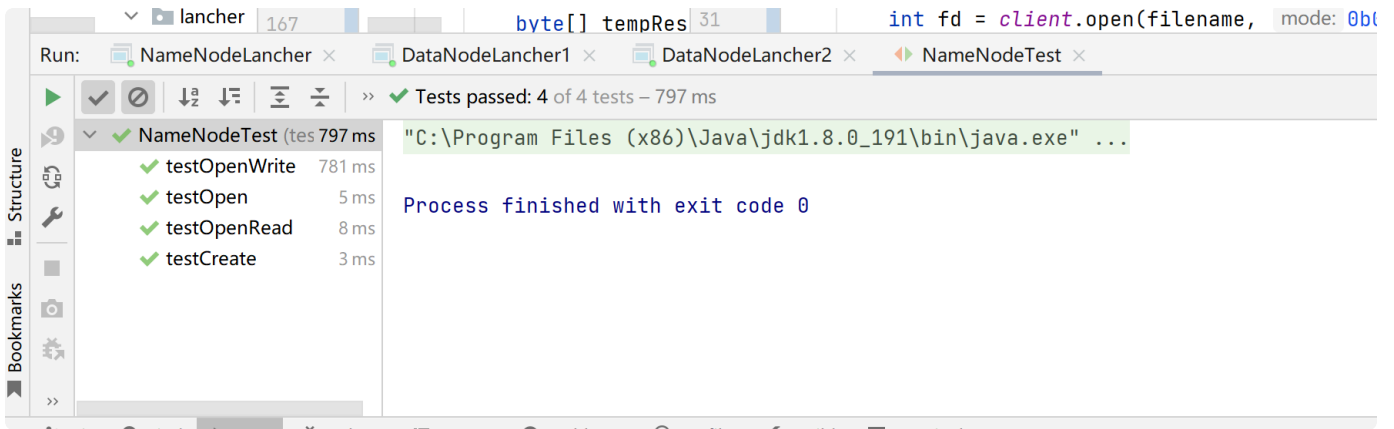 lancher
167
byte[] tempRes
31
int fd = client.open(filename, mode: 0b0
Run:
NameNodeLancher
DataNodeLancher1
DataNodeLancher2
NameNodeTest
Tests passed: 4 of 4 tests – 797 ms
NameNodeTest (tes 797 ms
testOpenWrite 781 ms
testOpen 5 ms
testOpenRead 8 ms
testCreate 3 ms
"C:\Program Files (x86)\Java\jdk1.8.0_191\bin\java.exe" ...
Process finished with exit code 0
Structure
Bookmarks